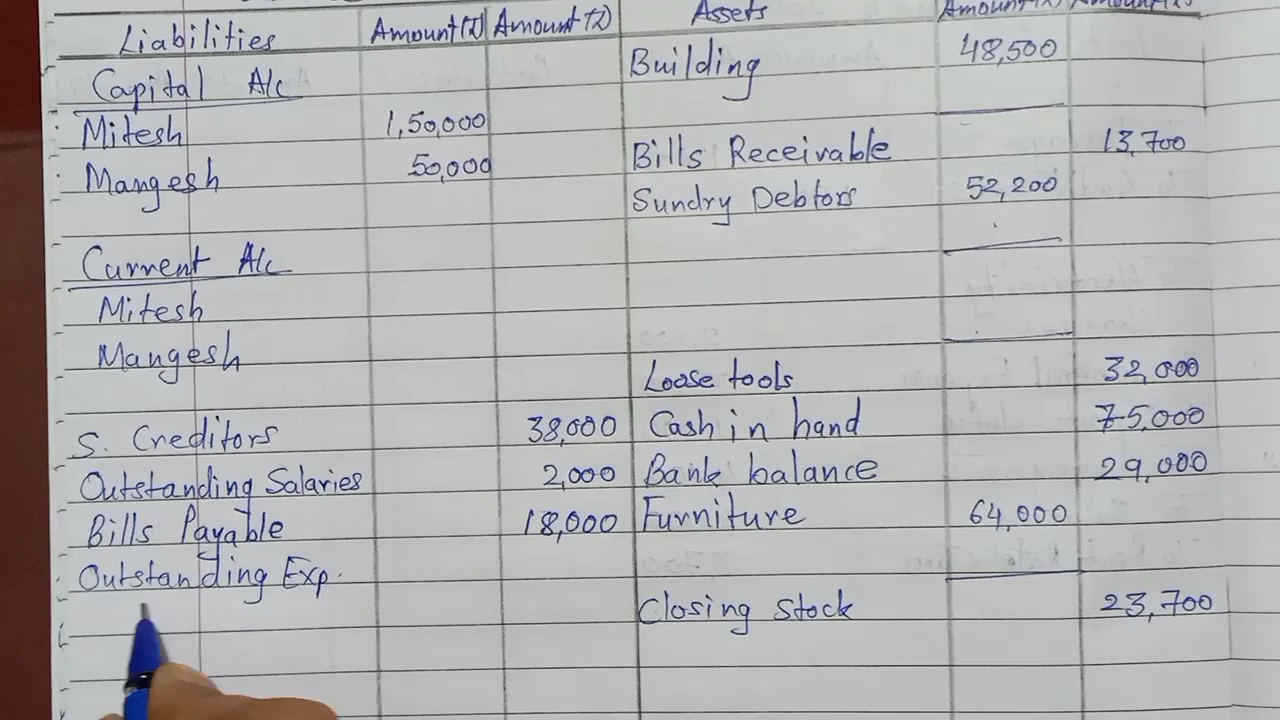 Liabilities Amount(₹) Amount(₹) Assets
Building 48,500
Capital A/c
Mitesh 1,50,000
Bills Receivable 13,700
Mangesh 50,000
Sundry Debtors 52,200
Current A/c
Mitesh
Mangesh
Loose tools 32,000
S. Creditors 38,000 Cash in hand 75,000
Outstanding Salaries 2,000 Bank balance 29,000
Bills Payable 18,000 Furniture 64,000
Outstanding Exp.
Closing Stock 23,700